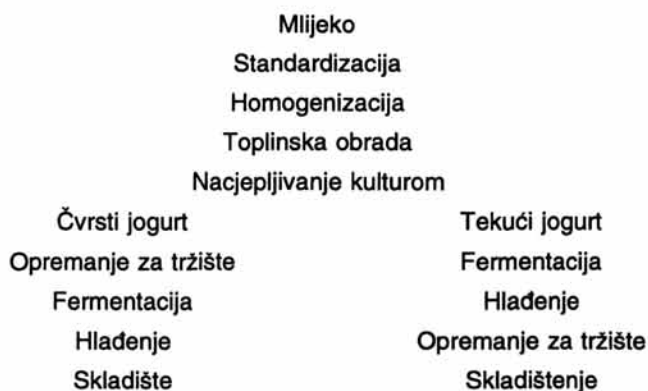 Mlijeko
Standardizacija
Homogenizacija
Toplinska obrada
Nacjepljivanje kulturom
Čvrsti jogurt Tekući jogurt
Opremanje za tržište Fermentacija
Fermentacija Hlađenje
Hlađenje Opremanje za tržište
Skladište Skladištenje